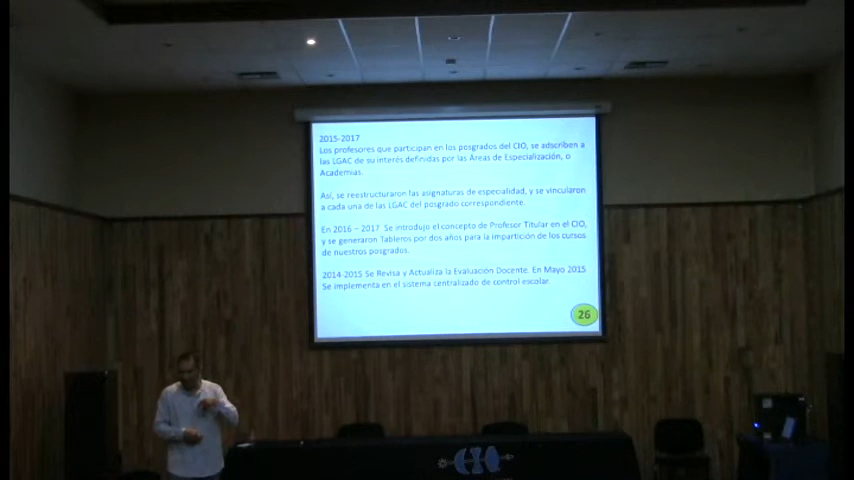 2015-2017
Los profesores que participan en los posgrados del CIO, se adscriben a
las LGAC de su interés definidas por las Áreas de Especialización, o
Academias.
Así, se reestructuraron las asignaturas de especialidad, y se vincularon
a cada una de las LGAC del posgrado correspondiente.
En 2016 – 2017 Se introdujo el concepto de Profesor Titular en el CIO,
y se generaron Tableros por dos años para la impartición de los cursos
de nuestros posgrados.
2014-2015 Se Revisa y Actualiza la Evaluación Docente. En Mayo 2015
Se implementa en el sistema centralizado de control escolar.
26
CIO